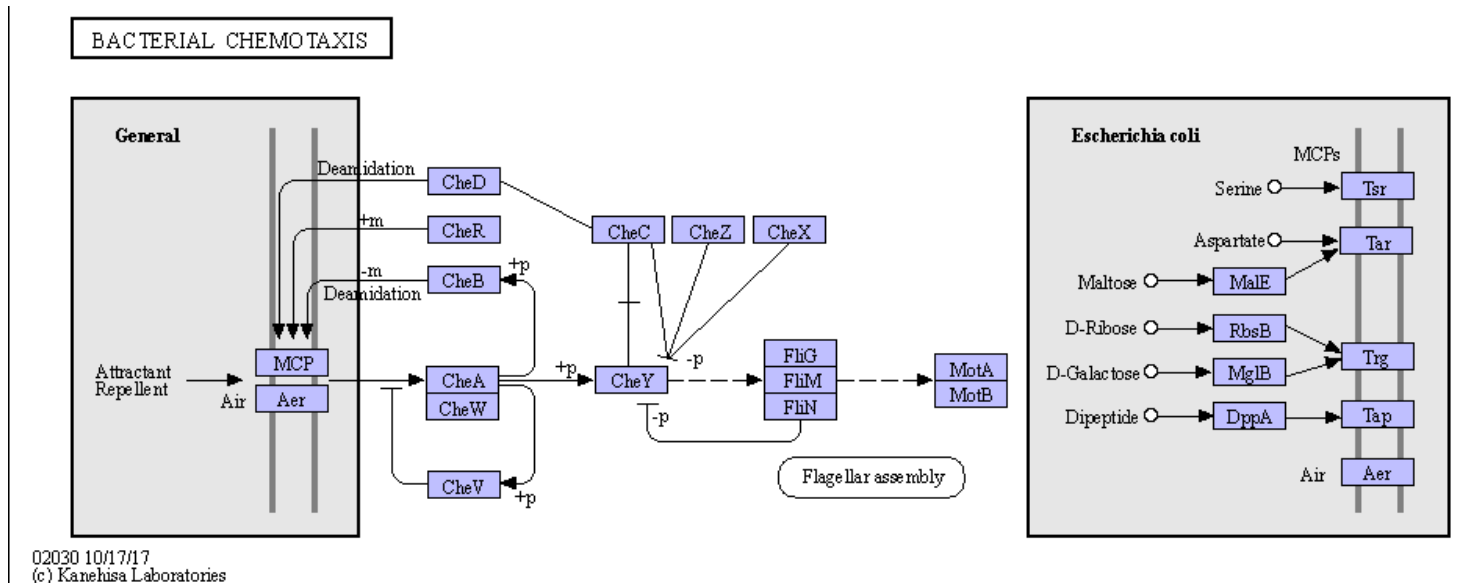 BACTERIAL CHEMOTAXIS
General
Deamidation
CheD
+m
CheR
-m
Deamidation
CheB
+p
MCP
Attractant
Repellent
Air
Aer
CheA
CheW
CheV
+p
+p
CheY
CheC
CheZ
CheX
-p
-p
FliG
FliM
FliN
MotA
MotB
Flagellar assembly
Escherichia coli
MCPs
Serine
Tsr
Aspartate
Tar
Maltose
MalE
D-Ribose
RbsB
Trg
D-Galactose
MglB
Dipeptide
DppA
Tap
Air
Aer
02030 10/17/17
(c) Kanehisa Laboratories